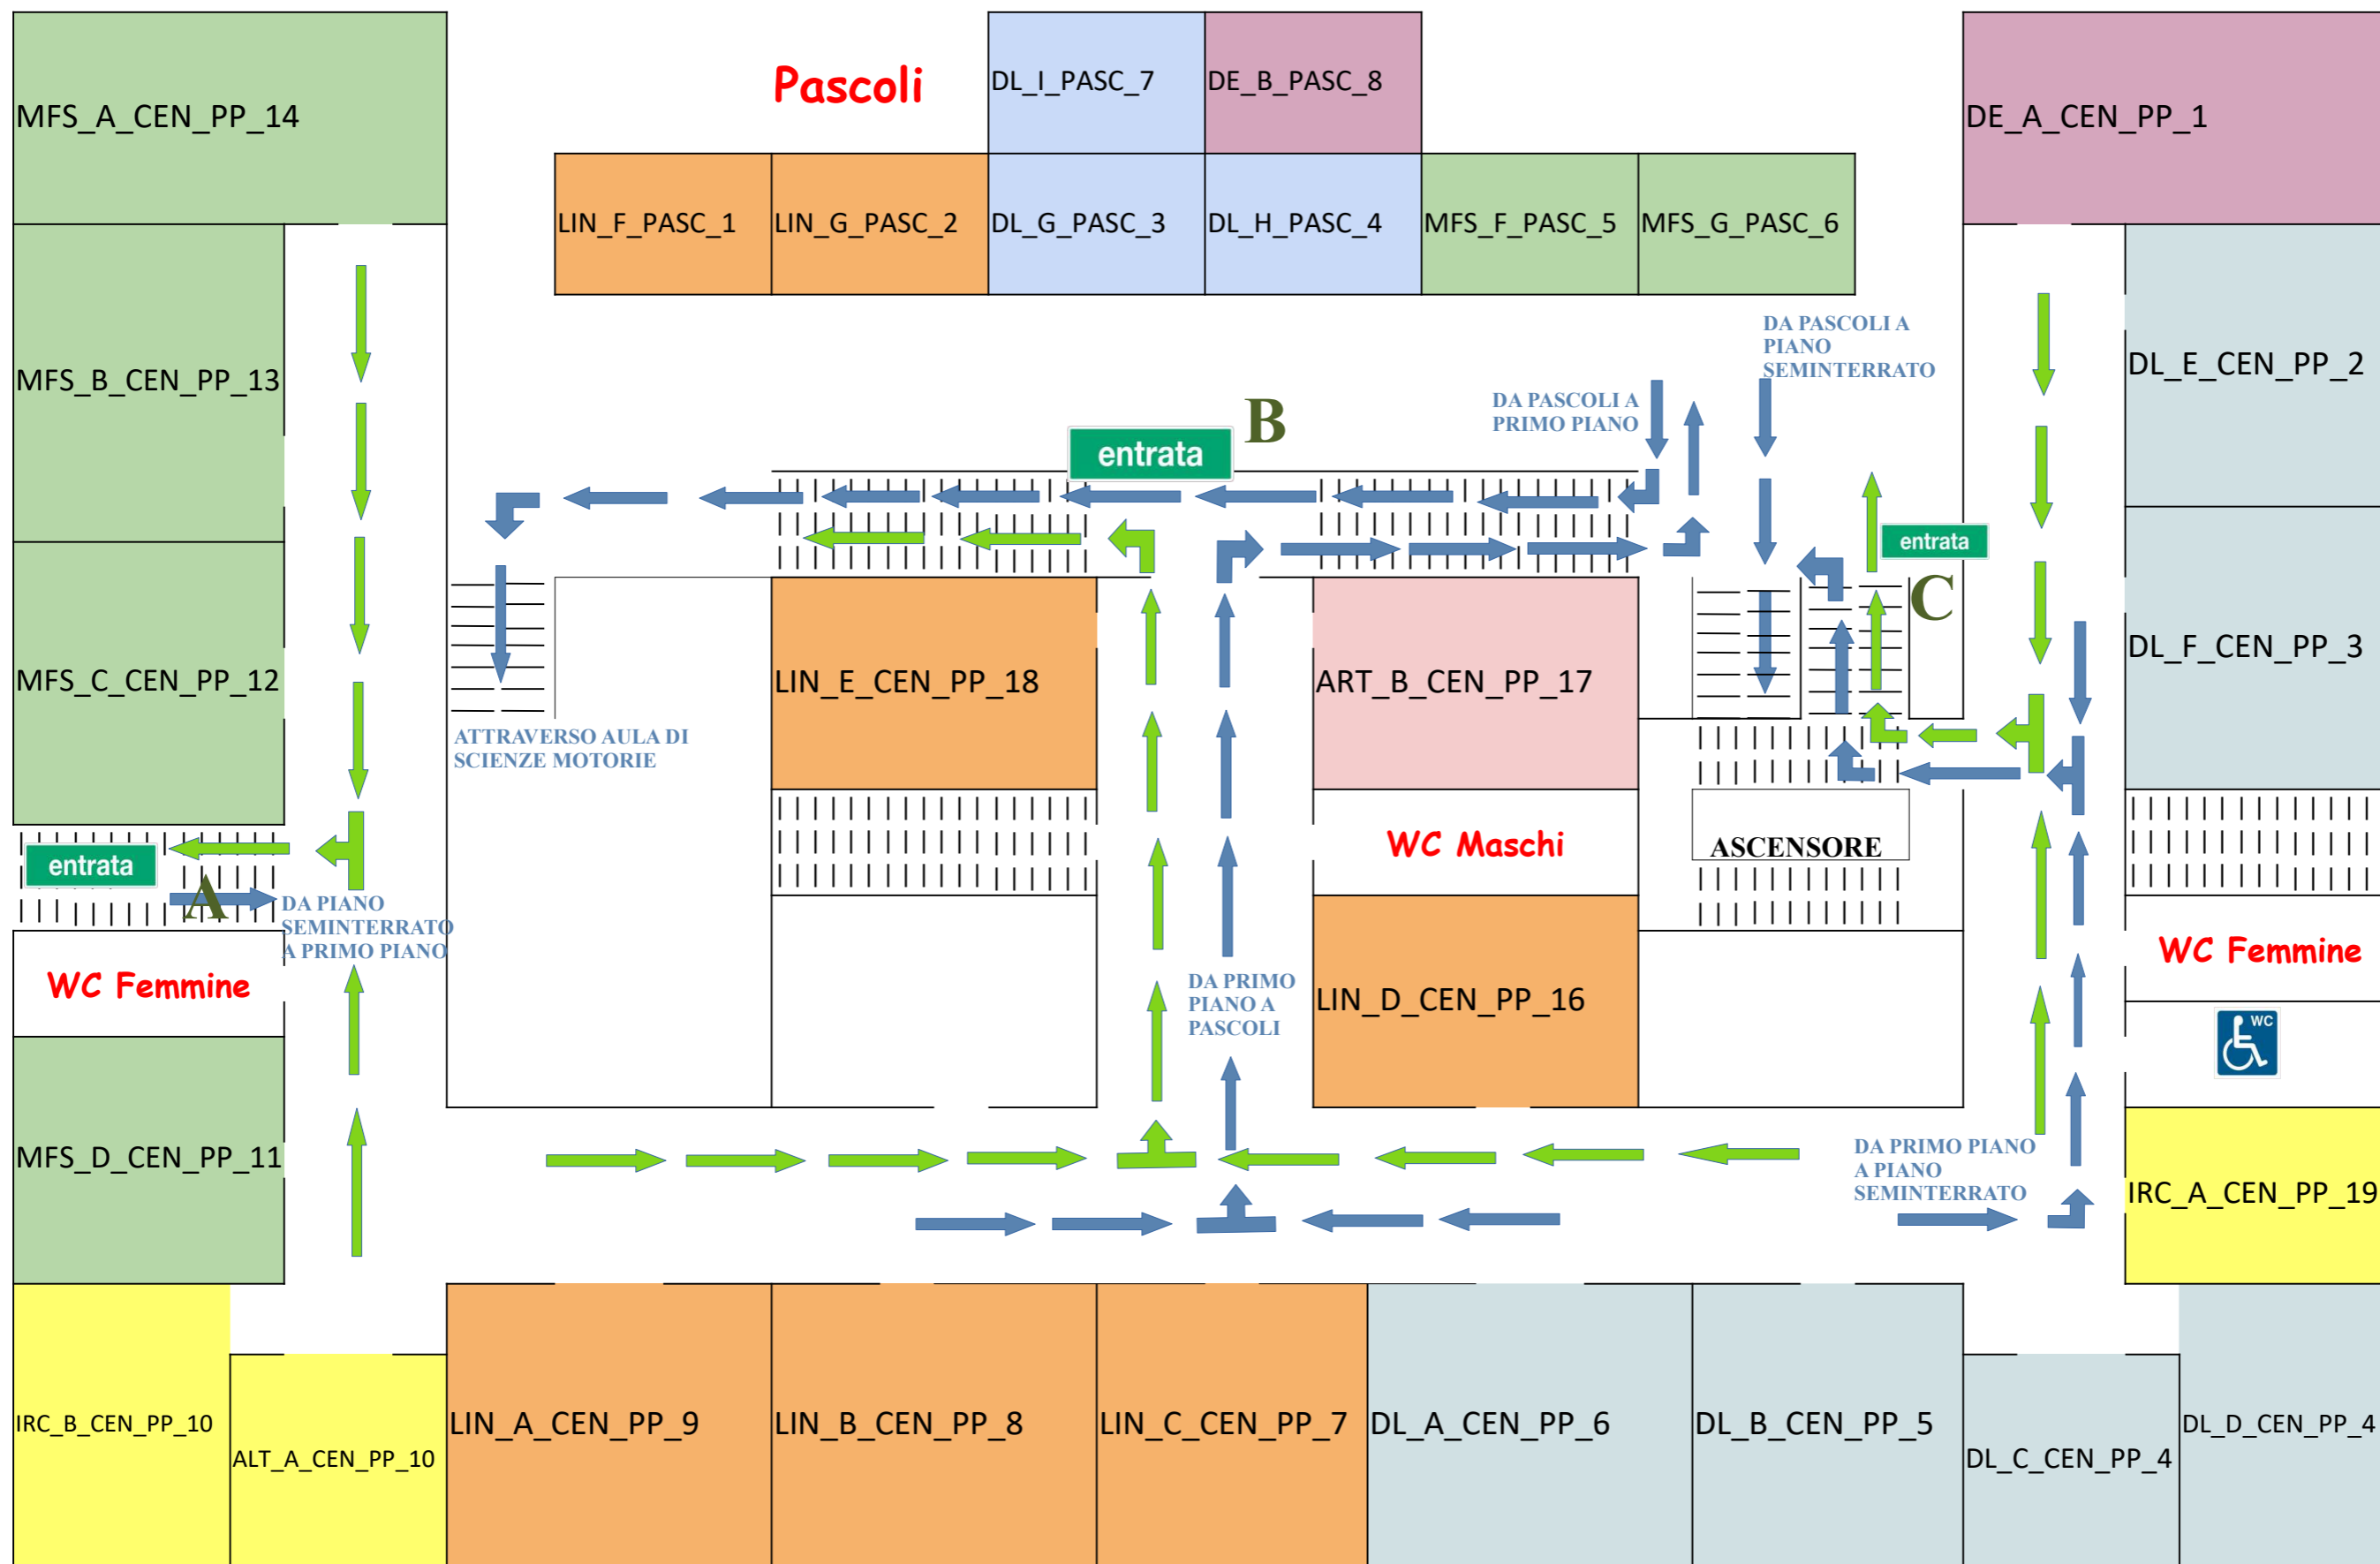 Pascoli
DL_I_PASC_7
DE_B_PASC_8
MFS_A_CEN_PP_14
DE_A_CEN_PP_1
LIN_F_PASC_1
LIN_G_PASC_2
DL_G_PASC_3
DL_H_PASC_4
MFS_F_PASC_5
MFS_G_PASC_6
DA PASCOLI A
PIANO
SEMINTERRATO
MFS_B_CEN_PP_13
DL_E_CEN_PP_2
DA PASCOLI A
PRIMO PIANO
B
entrata
entrata
C
MFS_C_CEN_PP_12
LIN_E_CEN_PP_18
ART_B_CEN_PP_17
DL_F_CEN_PP_3
ATTRAVERSO AULA DI
SCIENZE MOTORIE
WC Maschi
ASCENSORE
entrata
A
DA PIANO
SEMINTERRATO
A PRIMO PIANO
WC Femmine
WC Femmine
DA PRIMO
PIANO A
PASCOLI
LIN_D_CEN_PP_16
WC
MFS_D_CEN_PP_11
DA PRIMO PIANO
A PIANO
SEMINTERRATO
IRC_A_CEN_PP_19
IRC_B_CEN_PP_10
ALT_A_CEN_PP_10
LIN_A_CEN_PP_9
LIN_B_CEN_PP_8
LIN_C_CEN_PP_7
DL_A_CEN_PP_6
DL_B_CEN_PP_5
DL_C_CEN_PP_4
DL_D_CEN_PP_4